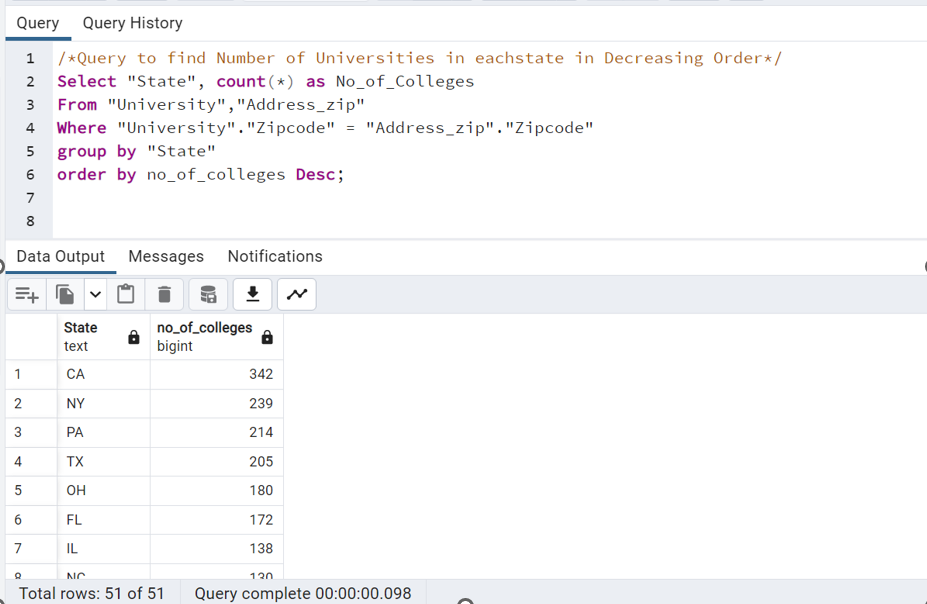 Query Query History
1 /*Query to find Number of Universities in eachstate in Decreasing Order*/
2 Select "State", count(*) as No_of_Colleges
3 From "University","Address_zip"
4 Where "University"."Zipcode" = "Address_zip"."Zipcode"
5 group by "State"
6 order by no_of_colleges Desc;
7
8
Data Output Messages Notifications
State no_of_colleges
text bigint
1 CA 342
2 NY 239
3 PA 214
4 TX 205
5 OH 180
6 FL 172
7 IL 138
8 NC 130
Total rows: 51 of 51 Query complete 00:00:00.098